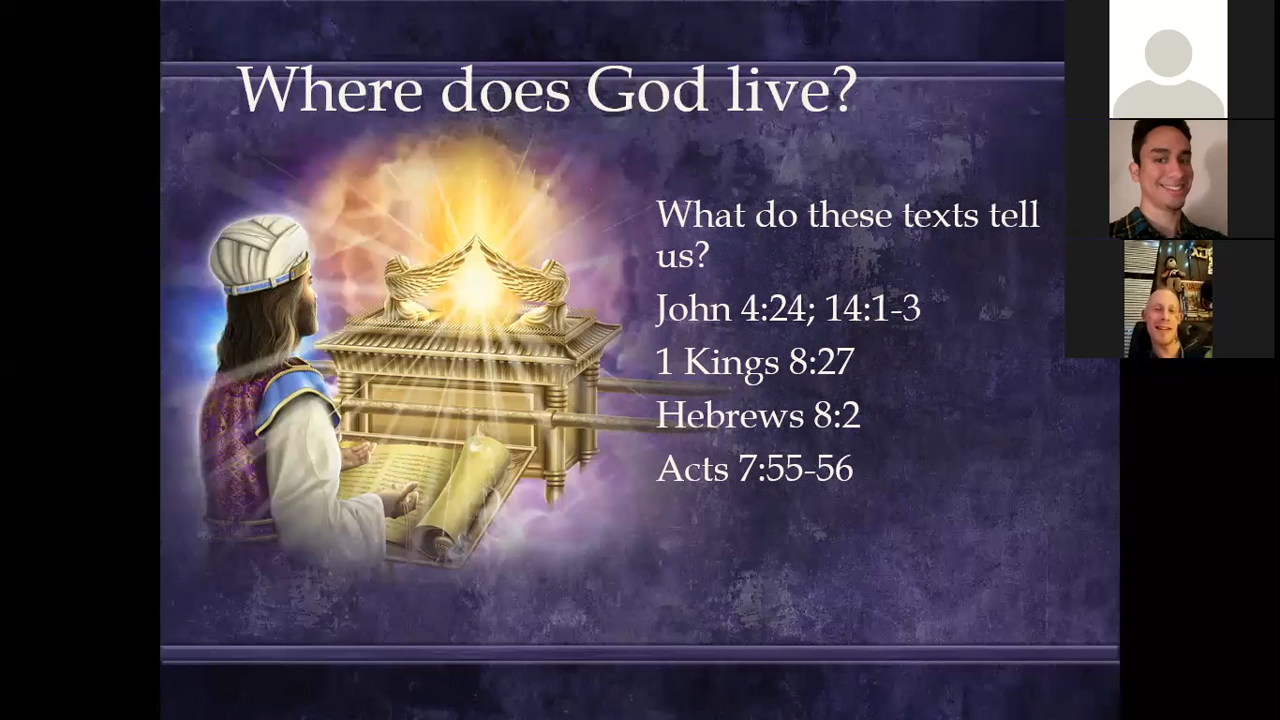 Where does God live?
What do these texts tell
us?
John 4:24; 14:1-3
1 Kings 8:27
Hebrews 8:2
Acts 7:55-56